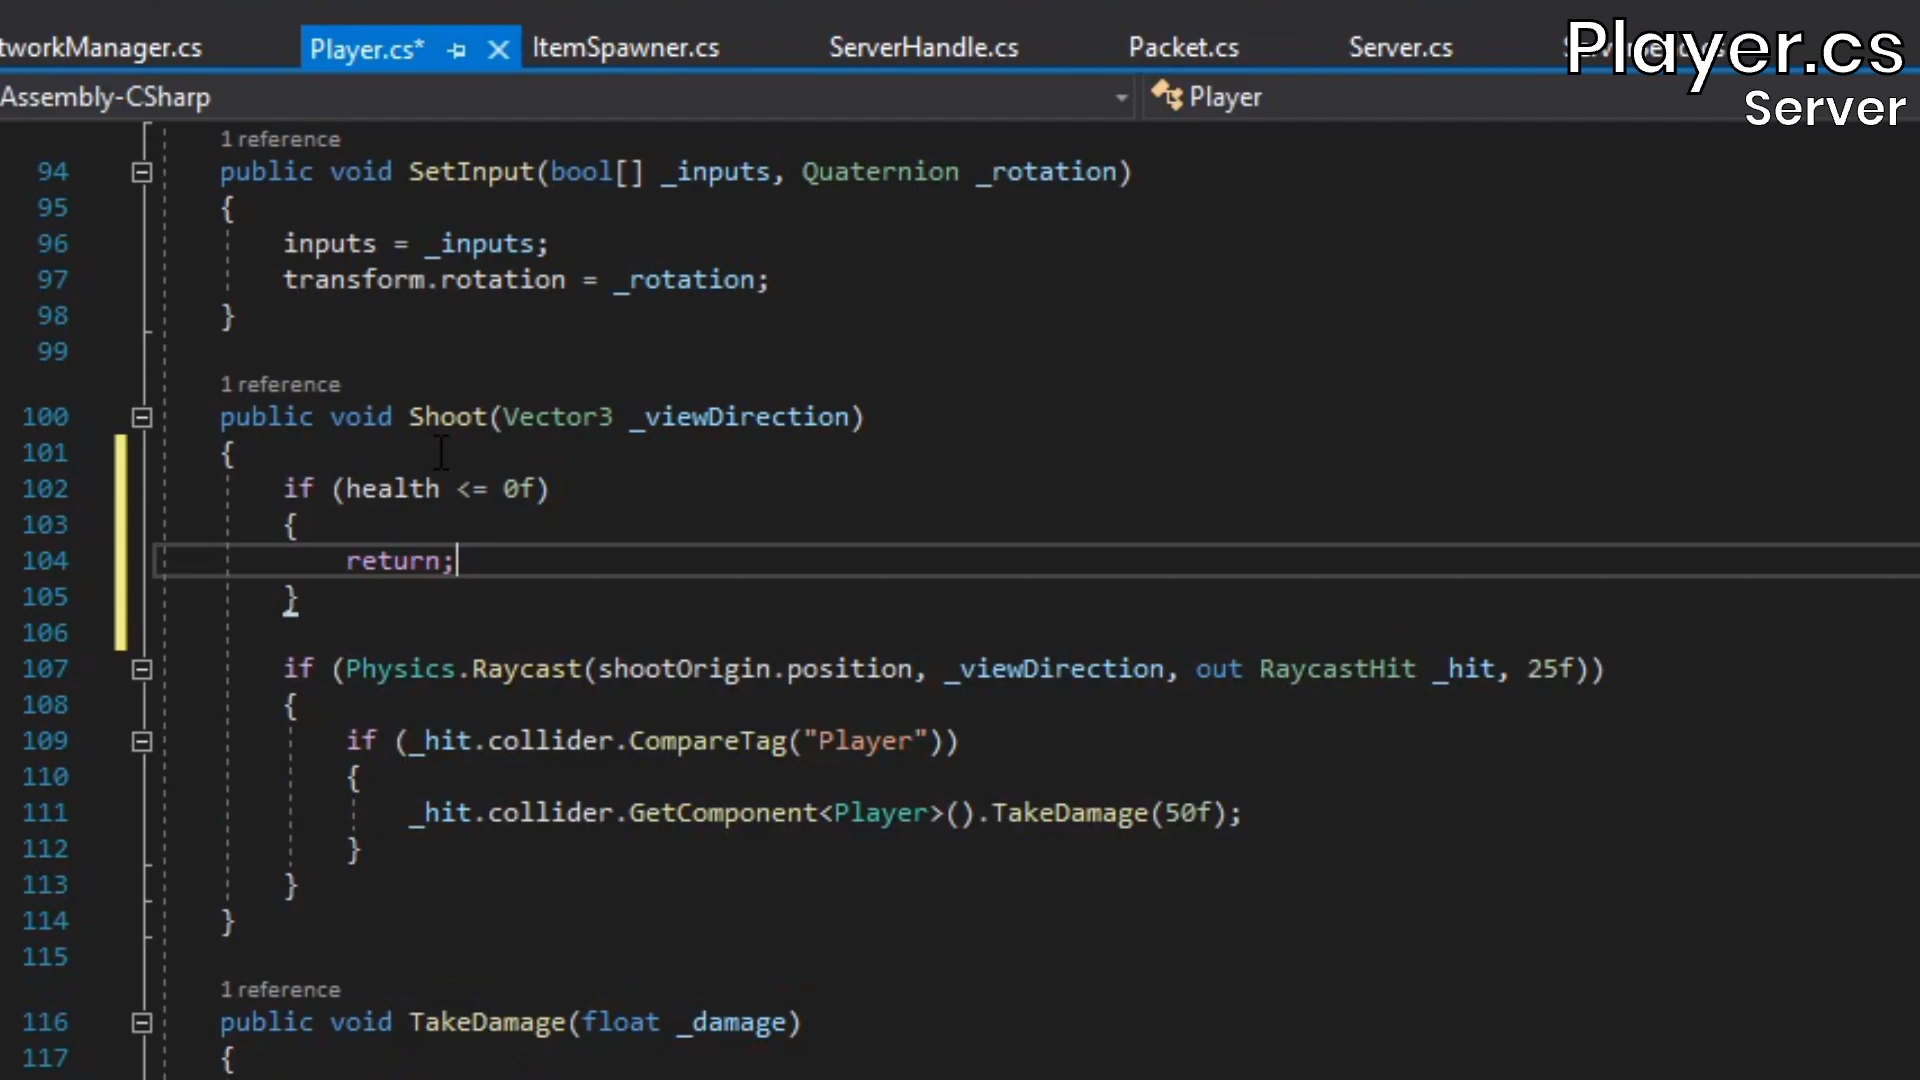 tworkManager.cs Player.cs* ItemSpawner.cs ServerHandle.cs Packet.cs Server.cs
Player.cs
Server
Assembly-CSharp Player
1 reference
94 public void SetInput(bool[] _inputs, Quaternion _rotation)
95 {
96 inputs = _inputs;
97 transform.rotation = _rotation;
98 }
99
1 reference
100 public void Shoot(Vector3 _viewDirection)
101 {
102 if (health <= 0f)
103 {
104 return;
105 }
106
107 if (Physics.Raycast(shootOrigin.position, _viewDirection, out RaycastHit _hit, 25f))
108 {
109 if (_hit.collider.CompareTag("Player"))
110 {
111 _hit.collider.GetComponent<Player>().TakeDamage(50f);
112 }
113 }
114 }
115
1 reference
116 public void TakeDamage(float _damage)
117 {